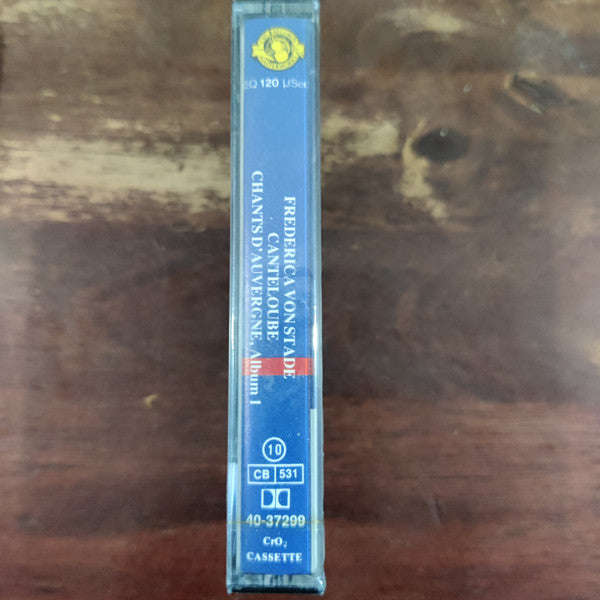 EQ 120 µSec
FREDERICA VON STADE
CANTELOUBE
CHANTS D'AUVERGNE, Album 1
10
CB 531
40-37299
CrO₂
CASSETTE